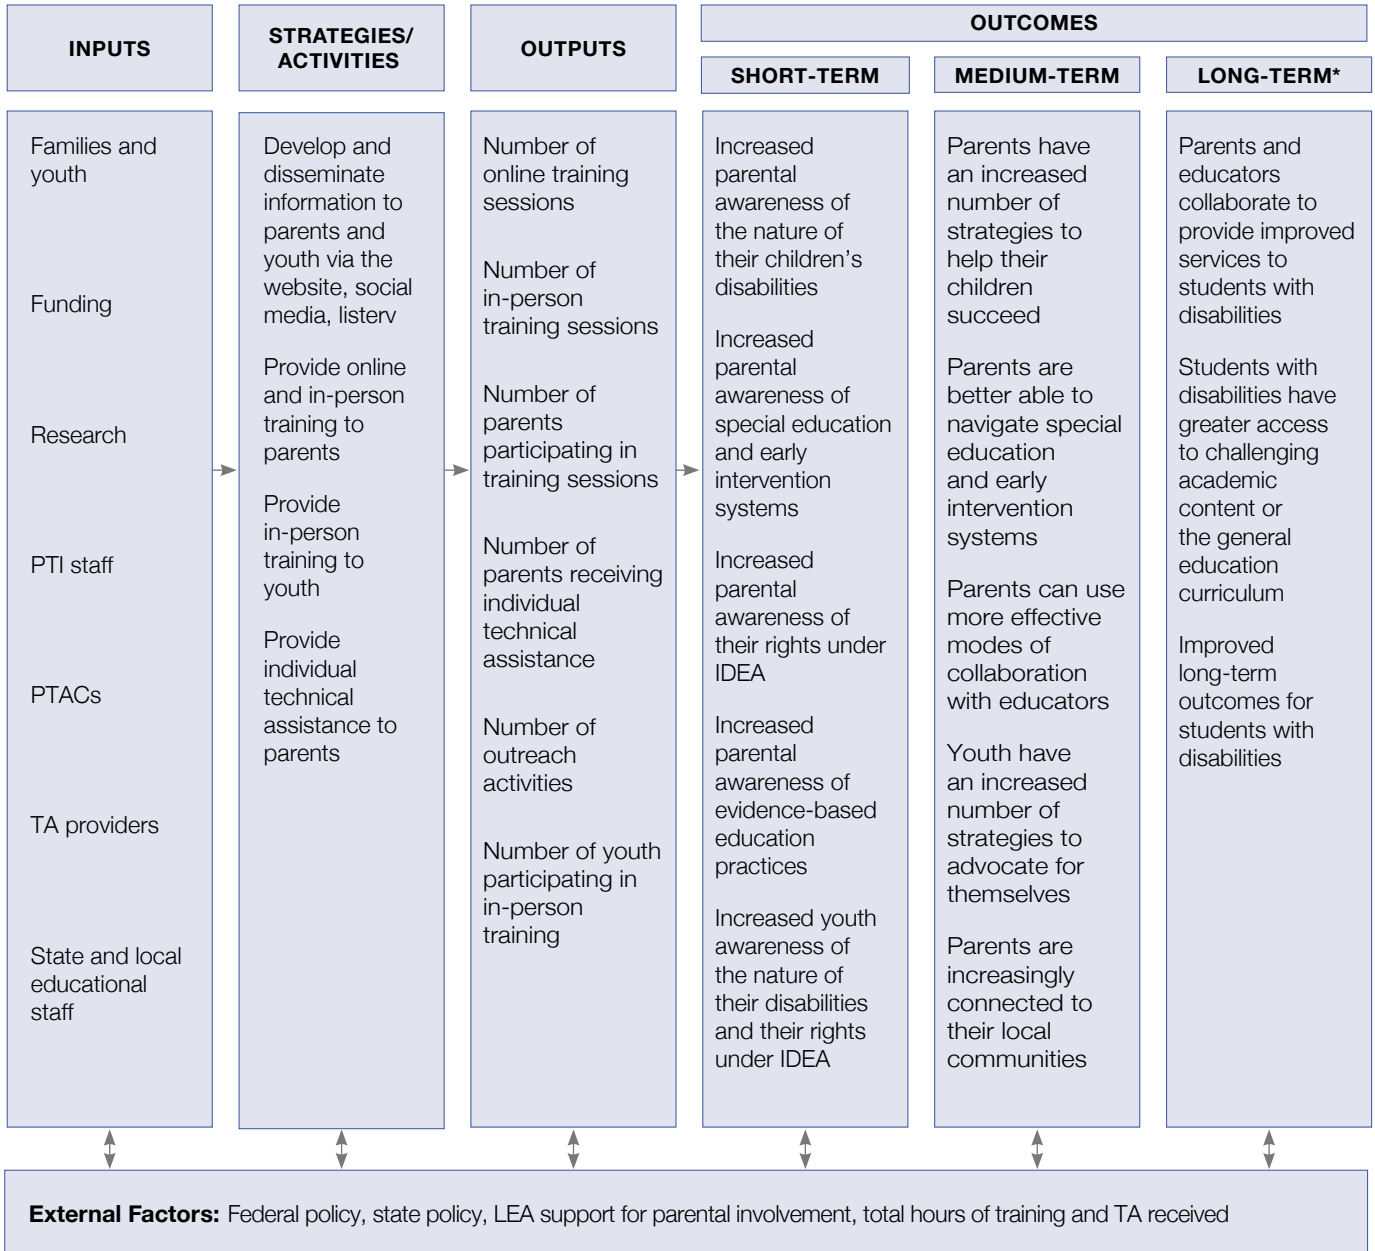 INPUTS
STRATEGIES/
ACTIVITIES
OUTPUTS
OUTCOMES
SHORT-TERM
MEDIUM-TERM
LONG-TERM*
Families and
youth
Funding
Research
PTI staff
PTACs
TA providers
State and local
educational
staff
Develop and
disseminate
information to
parents and
youth via the
website, social
media, listerv
Provide online
and in-person
training to
parents
Provide
in-person
training to
youth
Provide
individual
technical
assistance to
parents
Number of
online training
sessions
Number of
in-person
training sessions
Number of
parents
participating in
training sessions
Number of
parents receiving
individual
technical
assistance
Number of
outreach
activities
Number of youth
participating in
in-person
training
Increased
parental
awareness of
the nature of
their children’s
disabilities
Increased
parental
awareness of
special education
and early
intervention
systems
Increased
parental
awareness of
their rights under
IDEA
Increased
parental
awareness of
evidence-based
education
practices
Increased youth
awareness of
the nature of
their disabilities
and their rights
under IDEA
Parents have
an increased
number of
strategies to
help their
children
succeed
Parents are
better able to
navigate special
education
and early
intervention
systems
Parents can use
more effective
modes of
collaboration
with educators
Youth have
an increased
number of
strategies to
advocate for
themselves
Parents are
increasingly
connected to
their local
communities
Parents and
educators
collaborate to
provide improved
services to
students with
disabilities
Students with
disabilities have
greater access
to challenging
academic
content or
the general
education
curriculum
Improved
long-term
outcomes for
students with
disabilities
External Factors: Federal policy, state policy, LEA support for parental involvement, total hours of training and TA received